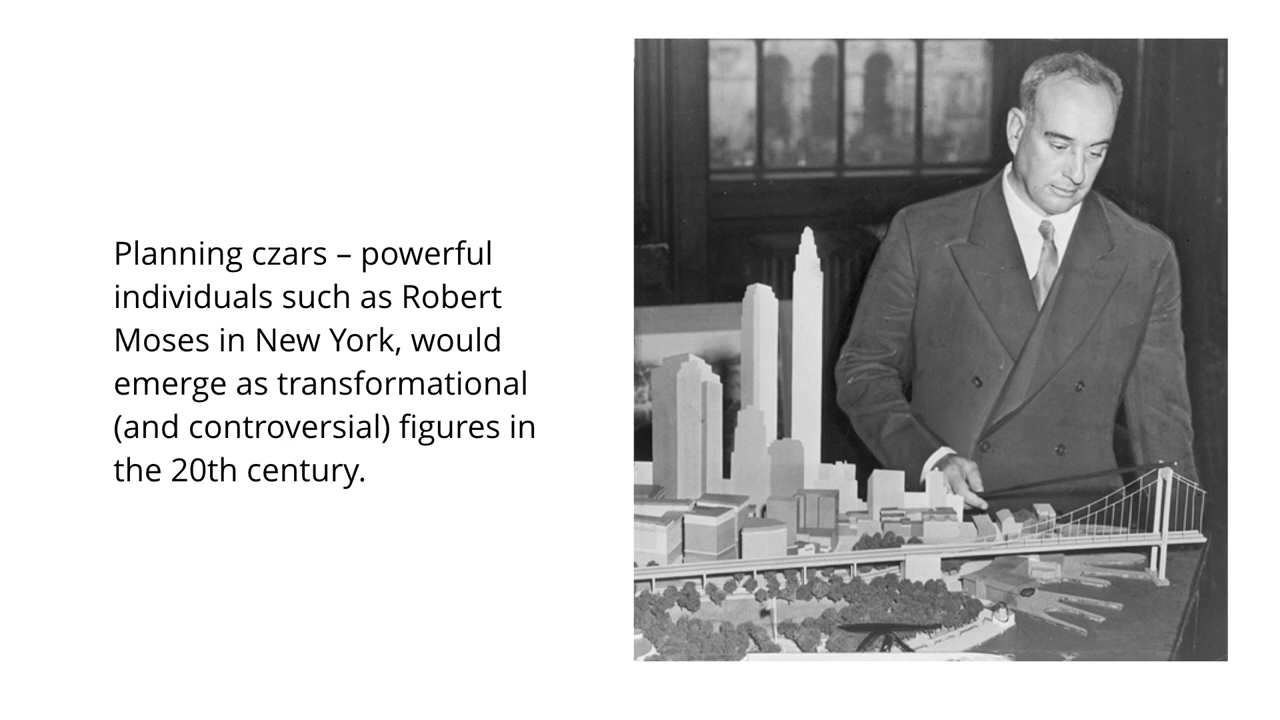 Planning czars – powerful
individuals such as Robert
Moses in New York, would
emerge as transformational
(and controversial) figures in
the 20th century.